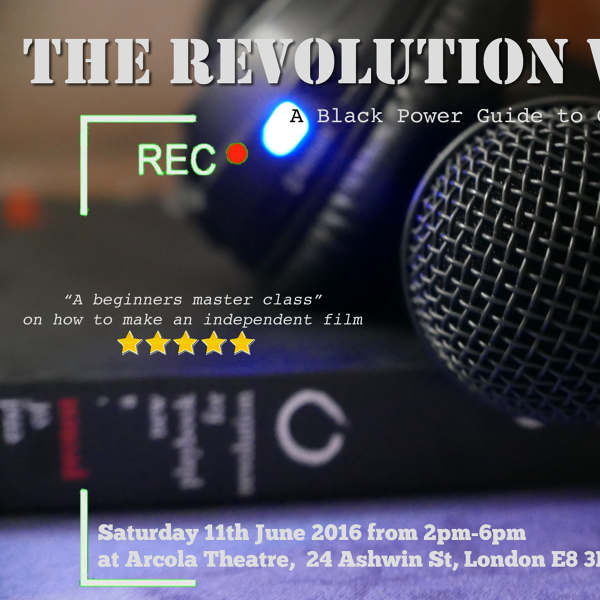 THE REVOLUTION
A Black Power Guide to
REC
“A beginners master class”
on how to make an independent film
Saturday 11th June 2016 from 2pm-6pm
at Arcola Theatre, 24 Ashwin St, London E8